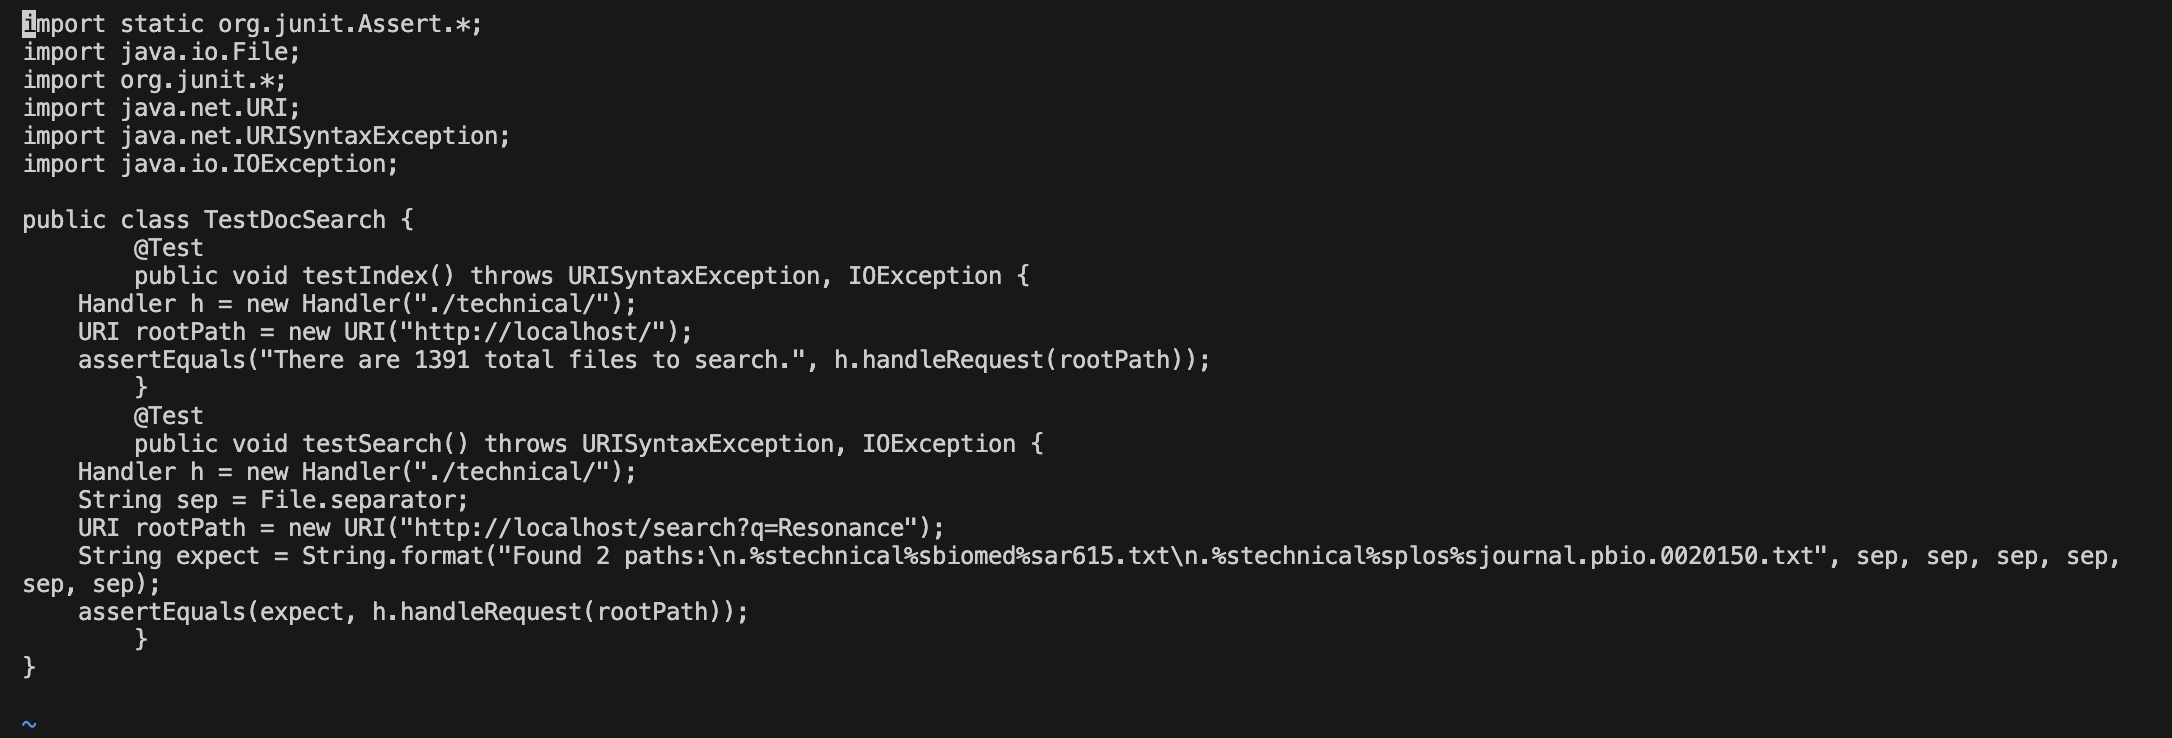 import static org.junit.Assert.*;
import java.io.File;
import org.junit.*;
import java.net.URI;
import java.net.URISyntaxException;
import java.io.IOException;

public class TestDocSearch {
        @Test
        public void testIndex() throws URISyntaxException, IOException {
    Handler h = new Handler("./technical/");
    URI rootPath = new URI("http://localhost/");
    assertEquals("There are 1391 total files to search.", h.handleRequest(rootPath));
        }
        @Test
        public void testSearch() throws URISyntaxException, IOException {
    Handler h = new Handler("./technical/");
    String sep = File.separator;
    URI rootPath = new URI("http://localhost/search?q=Resonance");
    String expect = String.format("Found 2 paths:\n.%stechnical%sbiomed%sar615.txt\n.%stechnical%splos%sjournal.pbio.0020150.txt", sep, sep, sep, sep,
sep, sep);
    assertEquals(expect, h.handleRequest(rootPath));
        }
}

~